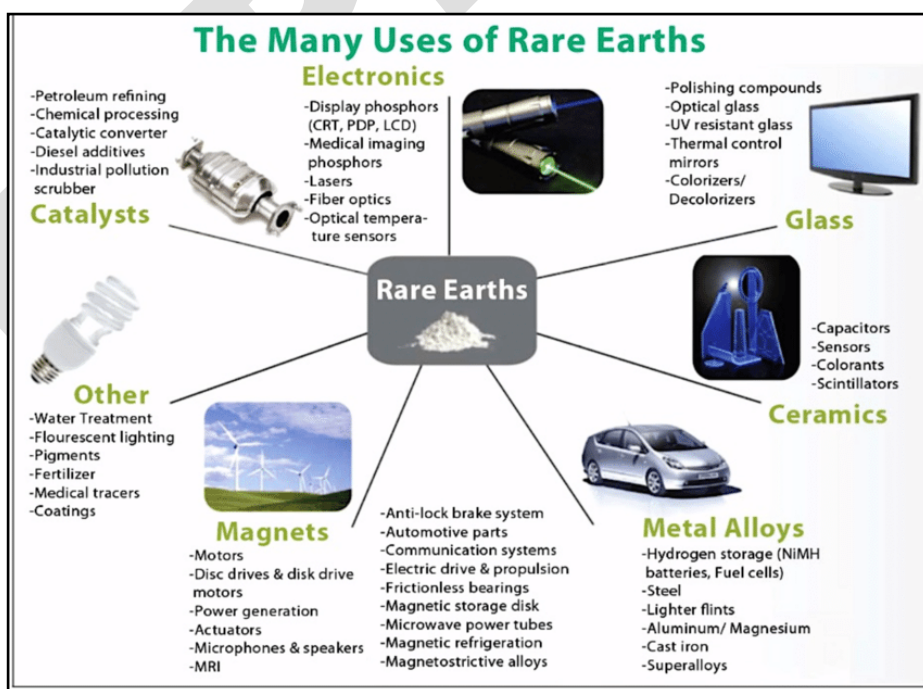 The Many Uses of Rare Earths
-Petroleum refining
-Chemical processing
-Catalytic converter
-Diesel additives
-Industrial pollution
scrubber
Catalysts
Electronics
-Display phosphors
(CRT, PDP, LCD)
-Medical imaging
phosphors
-Lasers
-Fiber optics
-Optical tempera-
ture sensors
-Polishing compounds
-Optical glass
-UV resistant glass
-Thermal control
mirrors
-Colorizers/
Decolorizers
Glass
Rare Earths
-Capacitors
-Sensors
-Colorants
-Scintillators
Ceramics
Other
-Water Treatment
-Flourescent lighting
-Pigments
-Fertilizer
-Medical tracers
-Coatings
Magnets
-Motors
-Disc drives & disk drive
motors
-Power generation
-Actuators
-Microphones & speakers
-MRI
-Anti-lock brake system
-Automotive parts
-Communication systems
-Electric drive & propulsion
-Frictionless bearings
-Magnetic storage disk
-Microwave power tubes
-Magnetic refrigeration
-Magnetostrictive alloys
Metal Alloys
-Hydrogen storage (NiMH
batteries, Fuel cells)
-Steel
-Lighter flints
-Aluminum/ Magnesium
-Cast iron
-Superalloys